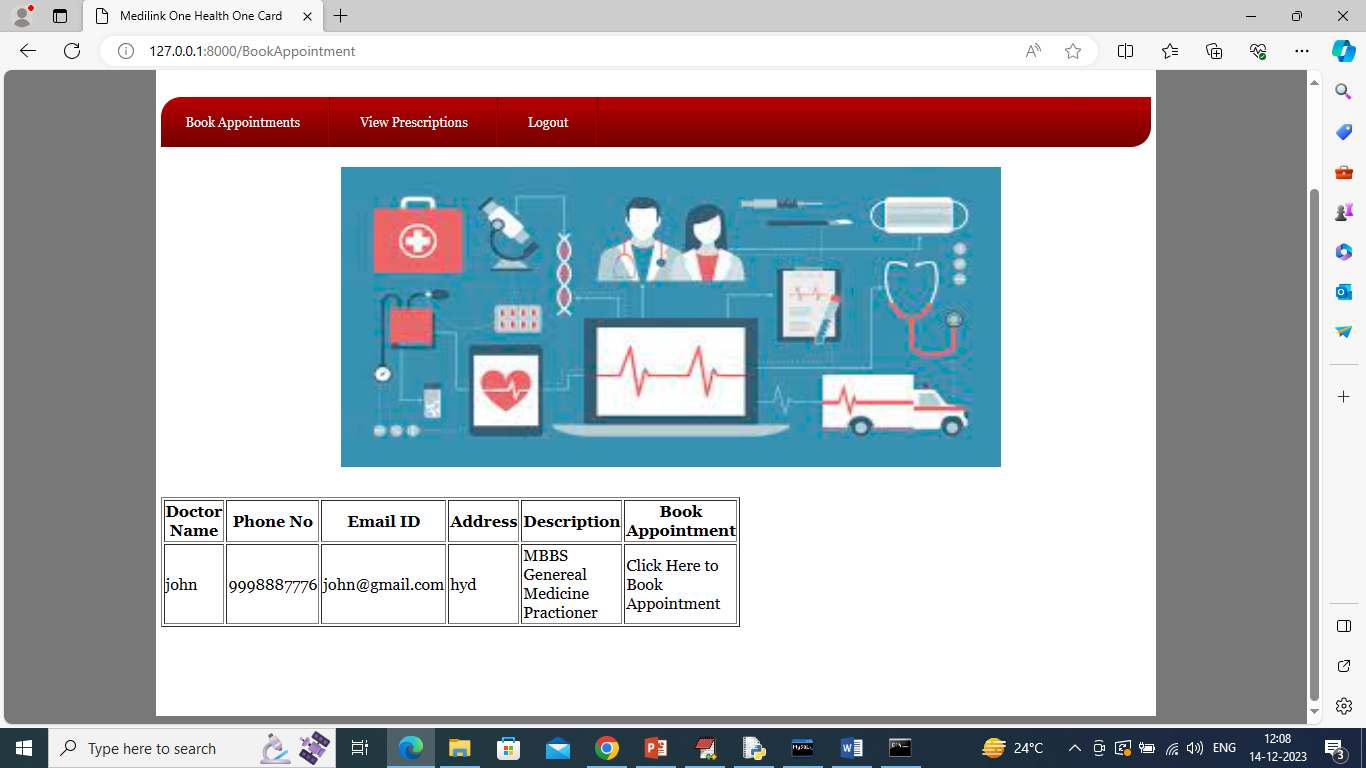 Medilink One Health One Card
127.0.0.1:8000/BookAppointment
Book Appointments
View Prescriptions
Logout
Doctor Name
Phone No
Email ID
Address
Description
Book Appointment
john
9998887776
john@gmail.com
hyd
MBBS
Genereal
Medicine
Practioner
Click Here to
Book
Appointment
Type here to search
24°C
ENG
12:08
14-12-2023
3